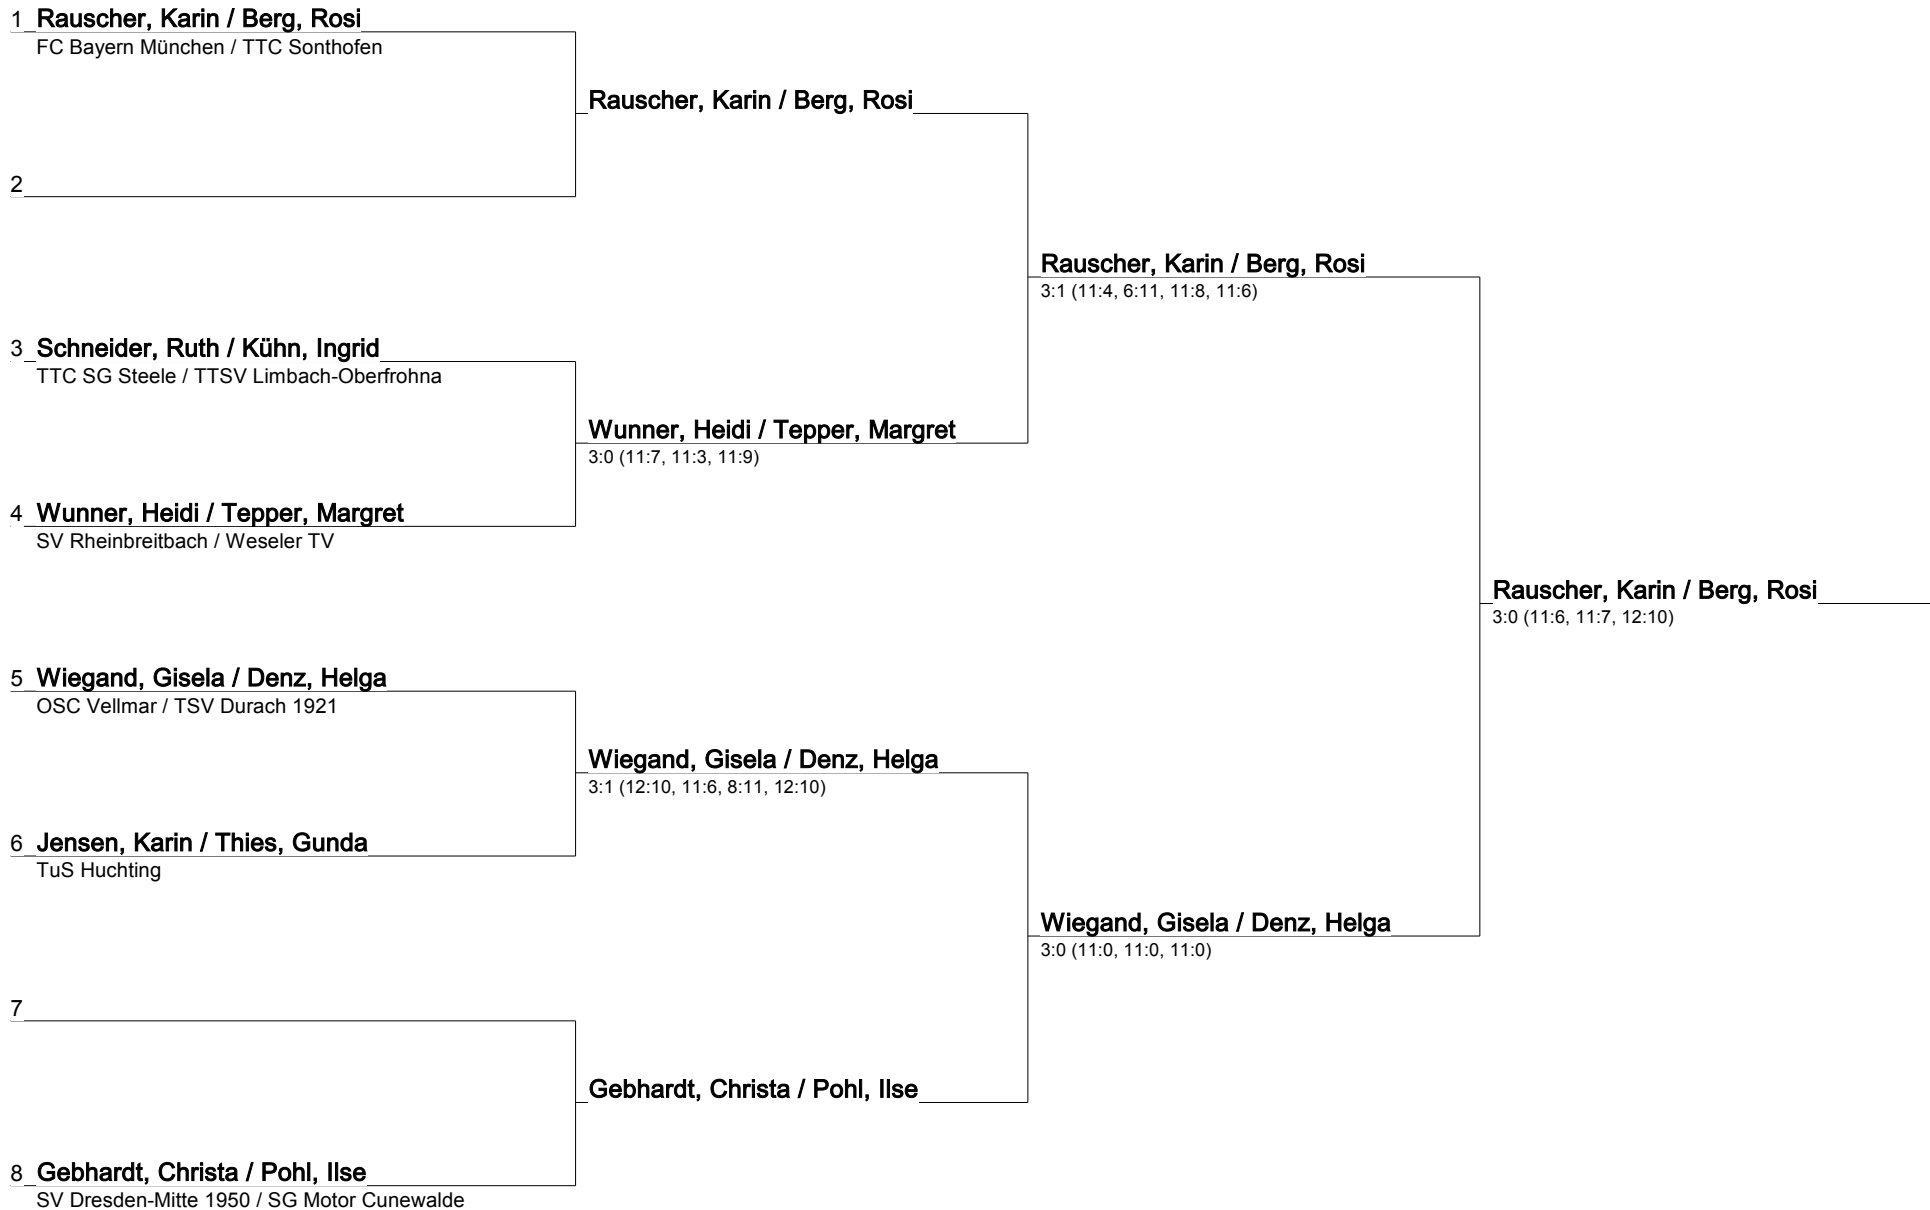 1 Rauscher, Karin / Berg, Rosi
FC Bayern München / TTC Sonthofen
Rauscher, Karin / Berg, Rosi
2
Rauscher, Karin / Berg, Rosi
3:1 (11:4, 6:11, 11:8, 11:6)
3 Schneider, Ruth / Kühn, Ingrid
TTC SG Steele / TTSV Limbach-Oberfrohna
Wunner, Heidi / Tepper, Margret
3:0 (11:7, 11:3, 11:9)
4 Wunner, Heidi / Tepper, Margret
SV Rheinbreitbach / Weseler TV
Rauscher, Karin / Berg, Rosi
3:0 (11:6, 11:7, 12:10)
5 Wiegand, Gisela / Denz, Helga
OSC Vellmar / TSV Durach 1921
Wiegand, Gisela / Denz, Helga
3:1 (12:10, 11:6, 8:11, 12:10)
6 Jensen, Karin / Thies, Gunda
TuS Huchting
Wiegand, Gisela / Denz, Helga
3:0 (11:0, 11:0, 11:0)
7
Gebhardt, Christa / Pohl, Ilse
8 Gebhardt, Christa / Pohl, Ilse
SV Dresden-Mitte 1950 / SG Motor Cunewalde